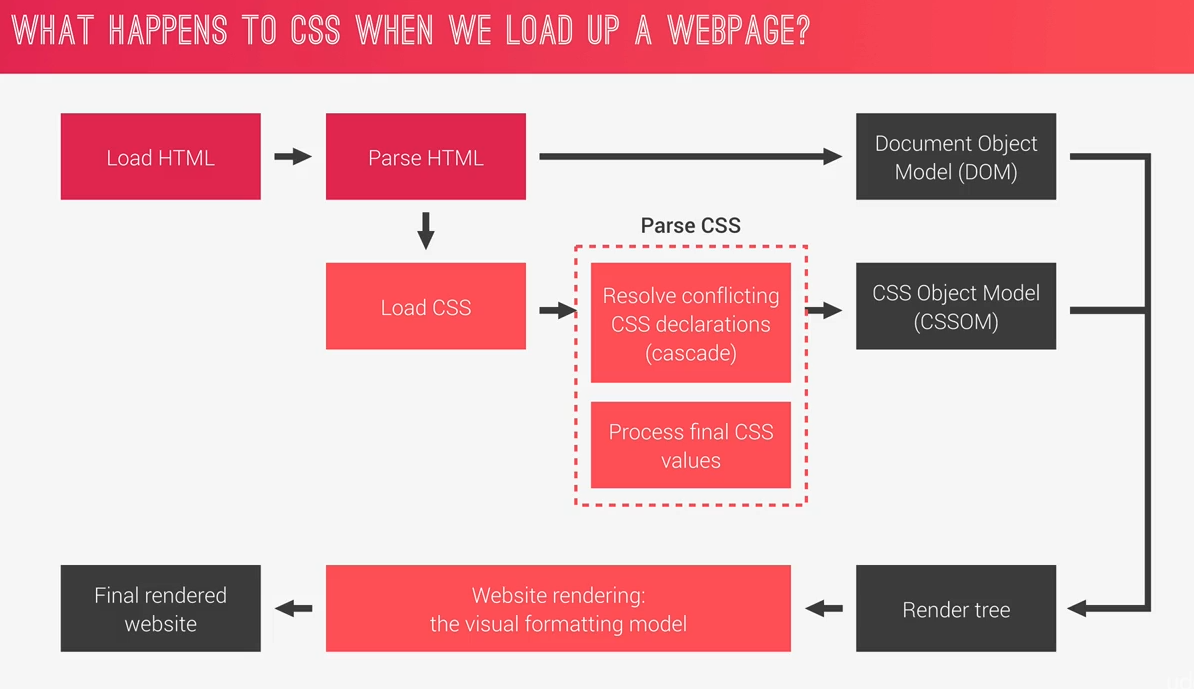 WHAT HAPPENS TO CSS WHEN WE LOAD UP A WEBPAGE?
Load HTML
Parse HTML
Document Object
Model (DOM)
Parse CSS
Load CSS
Resolve conflicting
CSS declarations
(cascade)
CSS Object Model
(CSSOM)
Process final CSS
values
Final rendered
website
Website rendering:
the visual formatting model
Render tree